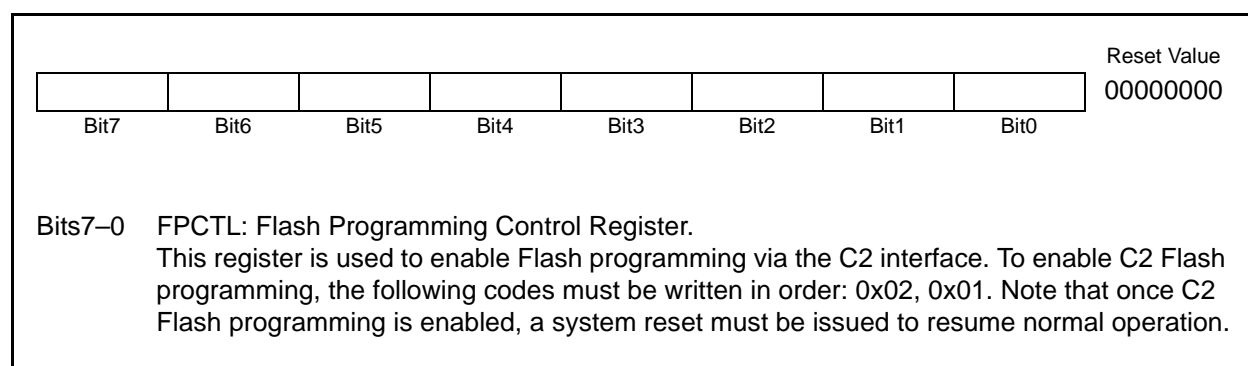 Reset Value
00000000
Bit7 Bit6 Bit5 Bit4 Bit3 Bit2 Bit1 Bit0
Bits7–0 FPCTL: Flash Programming Control Register.
This register is used to enable Flash programming via the C2 interface. To enable C2 Flash
programming, the following codes must be written in order: 0x02, 0x01. Note that once C2
Flash programming is enabled, a system reset must be issued to resume normal operation.